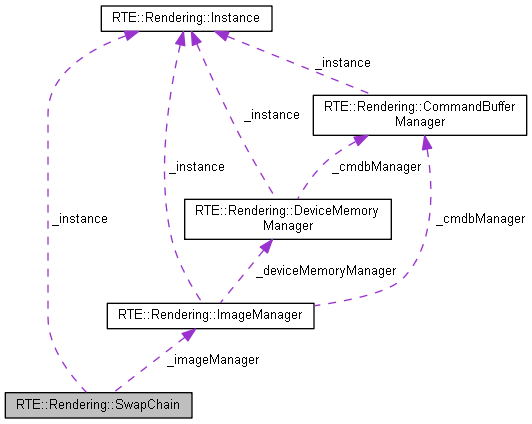 RTE::Rendering::Instance
_instance
RTE::Rendering::CommandBuffer
Manager
_instance
_instance
_cmdbManager
RTE::Rendering::DeviceMemory
Manager
_instance
_cmdbManager
_deviceMemoryManager
RTE::Rendering::ImageManager
_imageManager
RTE::Rendering::SwapChain